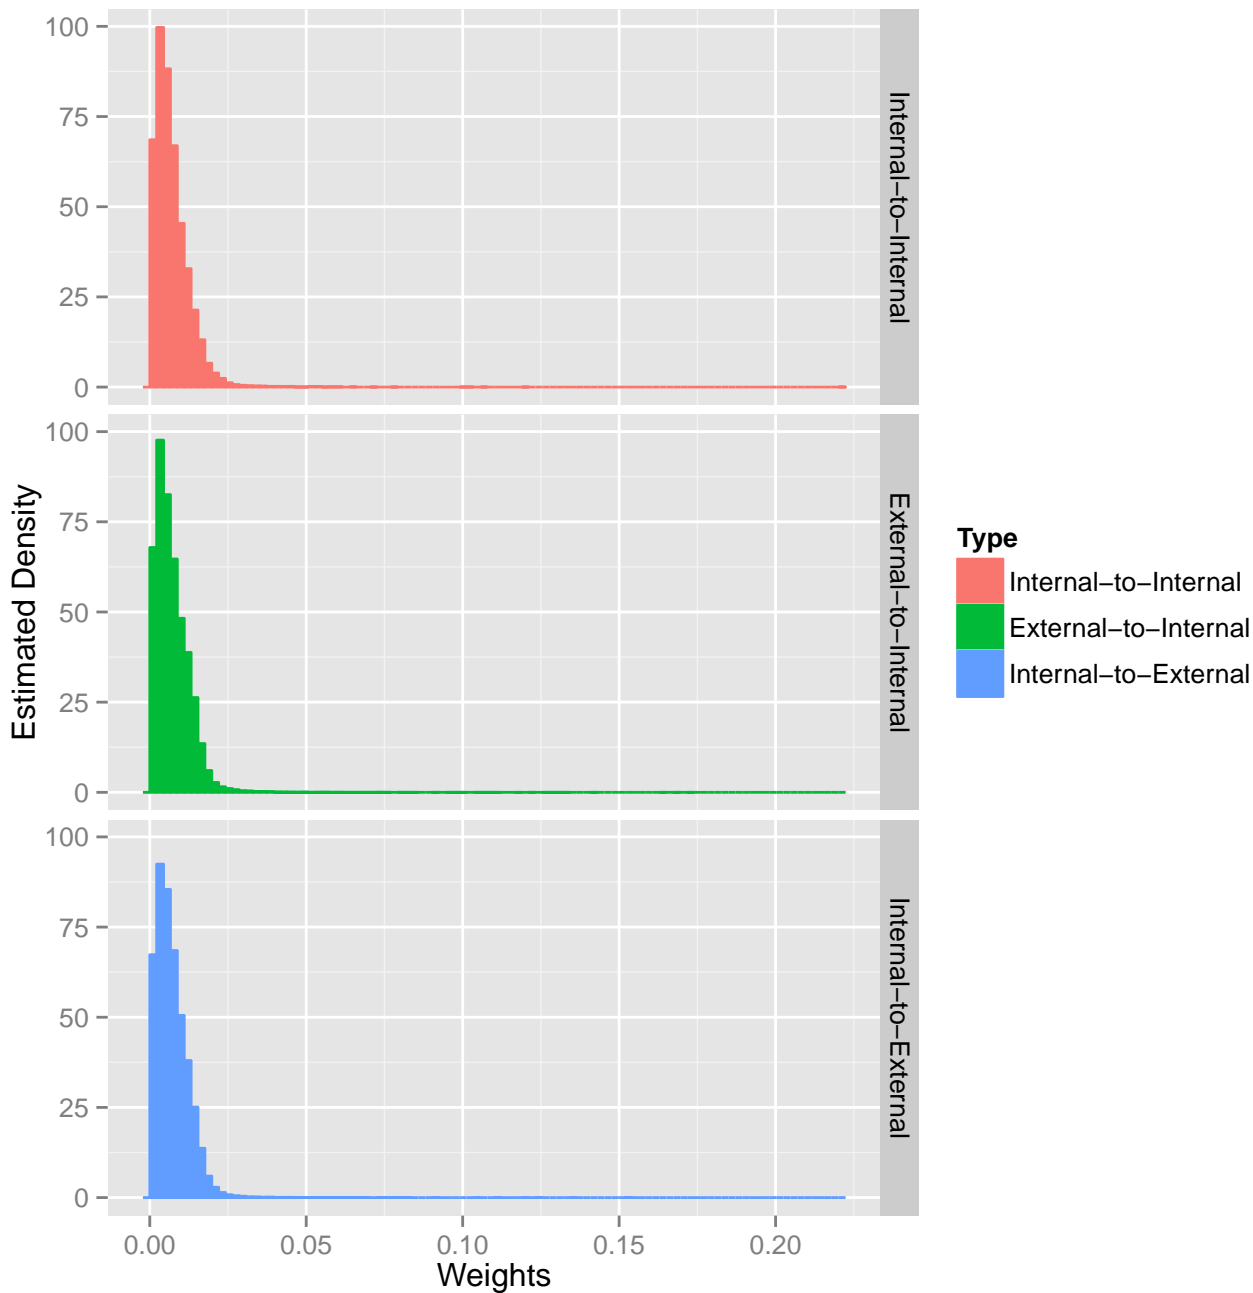 100
75
50
25
0
Internal−to−Internal
100
75
50
25
0
External−to−Internal
100
75
50
25
0
Internal−to−External
Estimated Density
0.00 0.05 0.10 0.15 0.20
Weights
Type
Internal−to−Internal
External−to−Internal
Internal−to−External